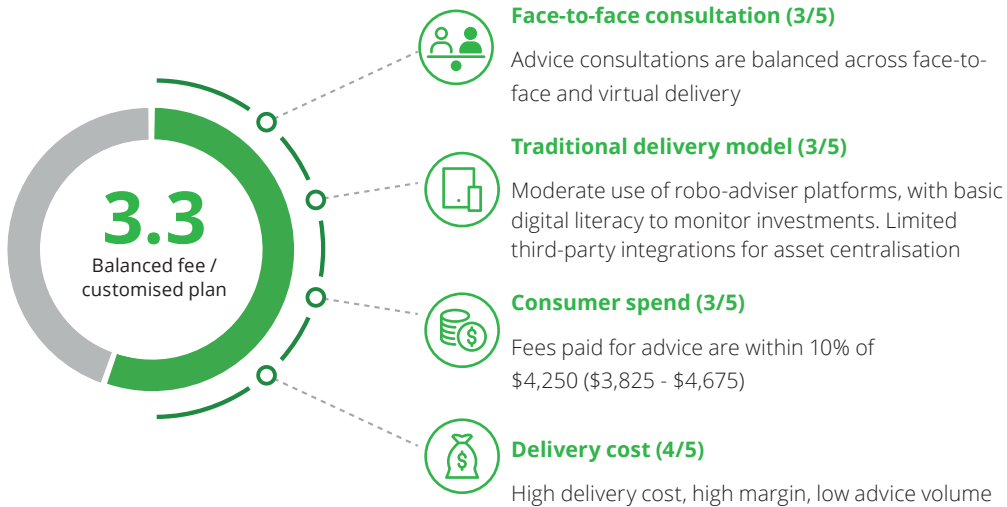 3.3
Balanced fee /
customised plan
Face-to-face consultation (3/5)
Advice consultations are balanced across face-to-
face and virtual delivery
Traditional delivery model (3/5)
Moderate use of robo-adviser platforms, with basic
digital literacy to monitor investments. Limited
third-party integrations for asset centralisation
$
Consumer spend (3/5)
Fees paid for advice are within 10% of
$4,250 ($3,825 - $4,675)
$
Delivery cost (4/5)
High delivery cost, high margin, low advice volume